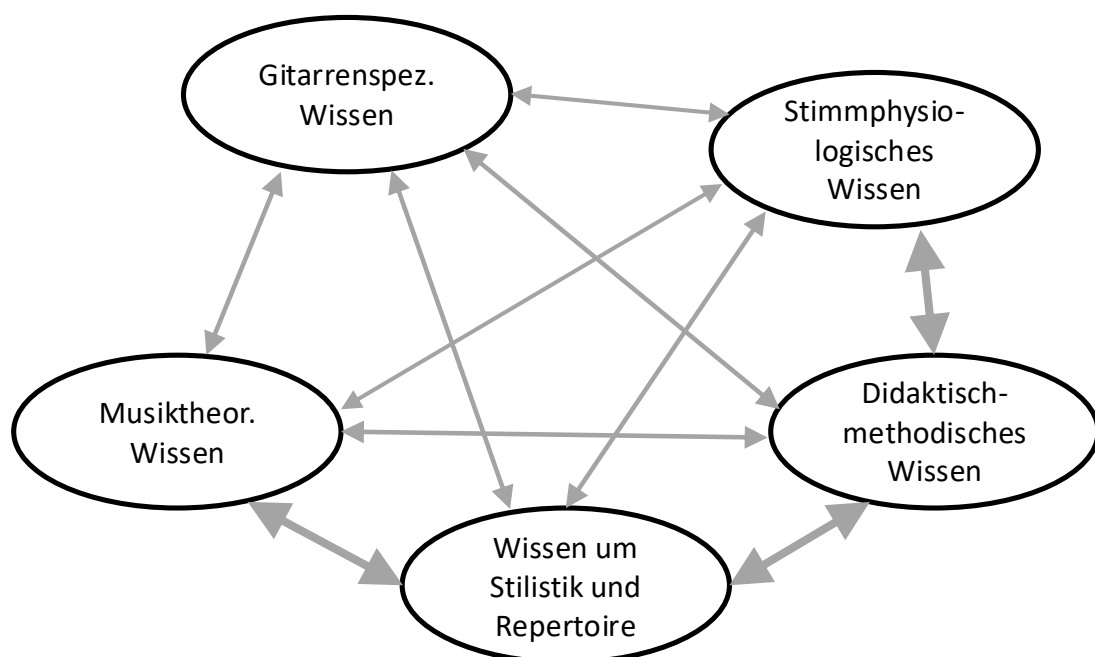 Gitarrenspez.
Wissen
Stimmphysio-
logisches
Wissen
Musiktheor.
Wissen
Didaktisch-
methodisches
Wissen
Wissen um
Stilistik und
Repertoire